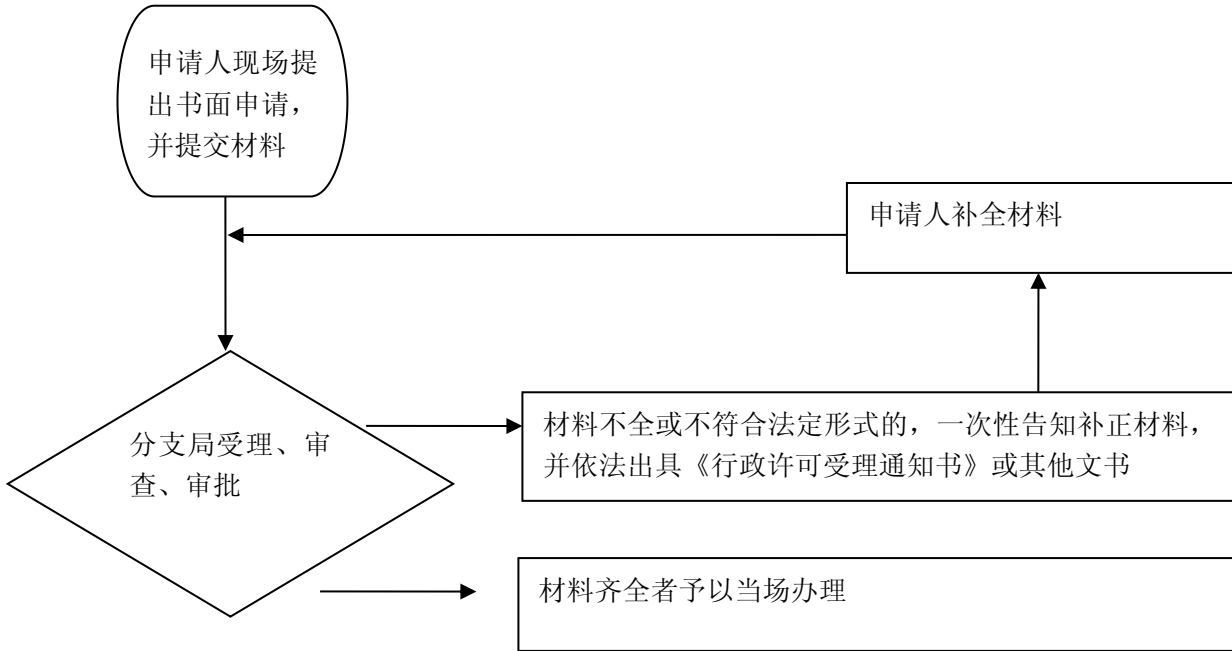 申请人现场提
出书面申请，
并提交材料
申请人补全材料
分支局受理、审
查、审批
材料不全或不符合法定形式的，一次性告知补正材料，
并依法出具《行政许可受理通知书》或其他文书
材料齐全者予以当场办理